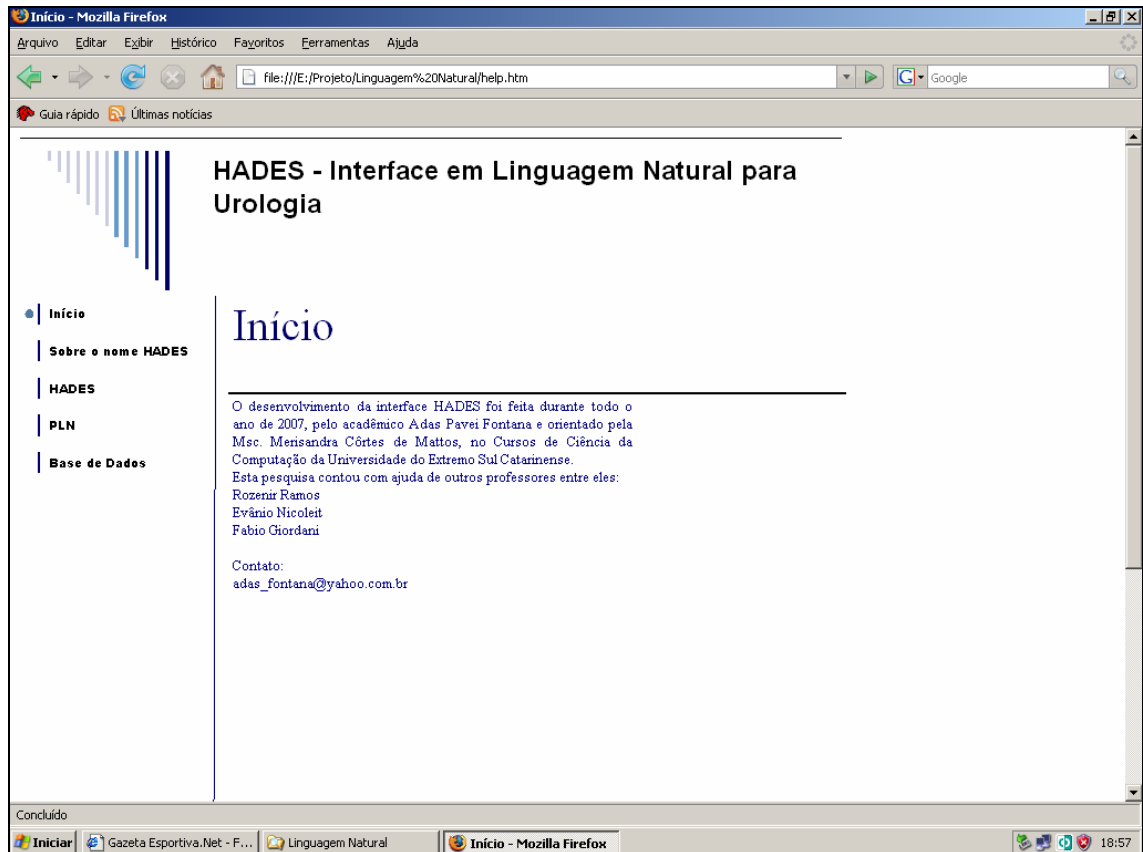 Início - Mozilla Firefox
Arquivo Editar Exibir Histórico Favoritos Ferramentas Ajuda
file:///E:/Projeto/Linguagem%20Natural/help.htm
G Google
Guia rápido Últimas notícias
HADES - Interface em Linguagem Natural para
Urologia
Início
Sobre o nome HADES
HADES
PLN
Base de Dados
Início
O desenvolvimento da interface HADES foi feita durante todo o
ano de 2007, pelo acadêmico Adas Pavei Fontana e orientado pela
Msc. Merisandra Côrtes de Mattos, no Cursos de Ciência da
Computação da Universidade do Extremo Sul Catarinense.
Esta pesquisa contou com ajuda de outros professores entre eles:
Rozenir Ramos
Evânio Nicoleit
Fabio Giordani
Contato:
adas_fontana@yahoo.com.br
Concluído
Iniciar Gazeta Esportiva.Net - F... Linguagem Natural Início - Mozilla Firefox 18:57